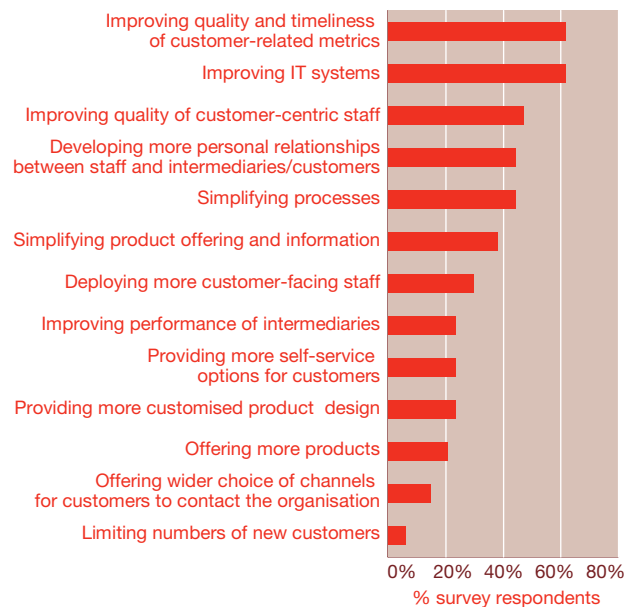 Improving quality and timeliness
of customer-related metrics
Improving IT systems
Improving quality of customer-centric staff
Developing more personal relationships
between staff and intermediaries/customers
Simplifying processes
Simplifying product offering and information
Deploying more customer-facing staff
Improving performance of intermediaries
Providing more self-service
options for customers
Providing more customised product design
Offering more products
Offering wider choice of channels
for customers to contact the organisation
Limiting numbers of new customers
0% 20% 40% 60% 80%
% survey respondents